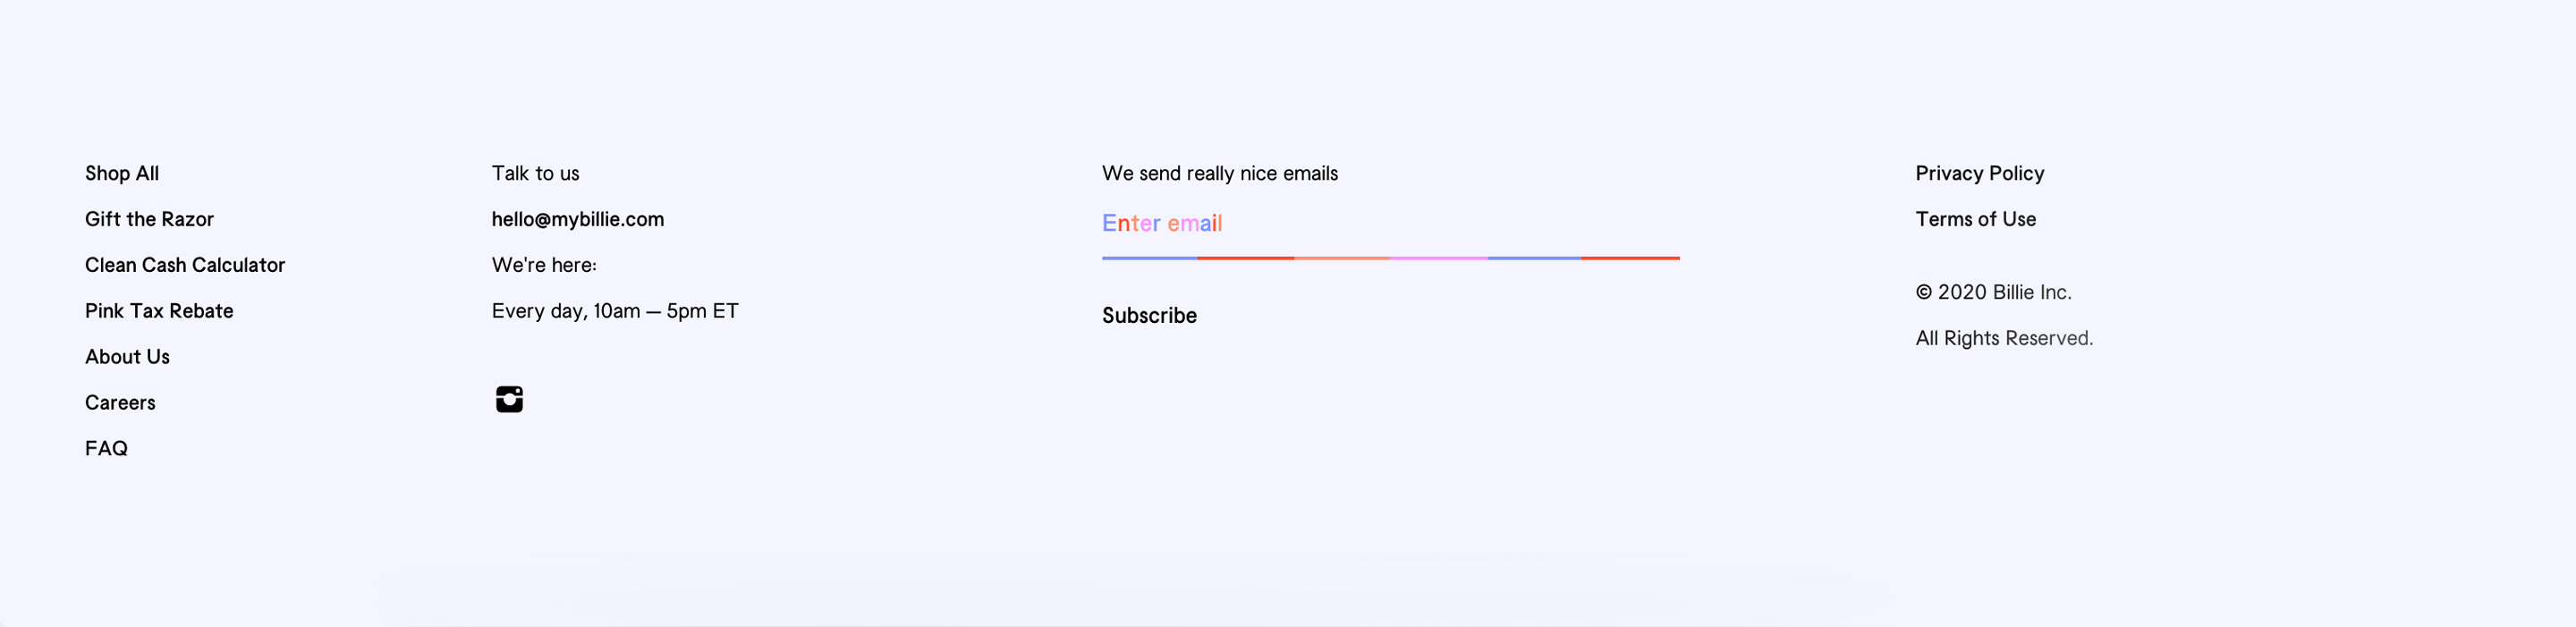 Shop All
Gift the Razor
Clean Cash Calculator
Pink Tax Rebate
About Us
Careers
FAQ
Talk to us
hello@mybillie.com
We're here:
Every day, 10am — 5pm ET
We send really nice emails
Enter email
Subscribe
Privacy Policy
Terms of Use
© 2020 Billie Inc.
All Rights Reserved.